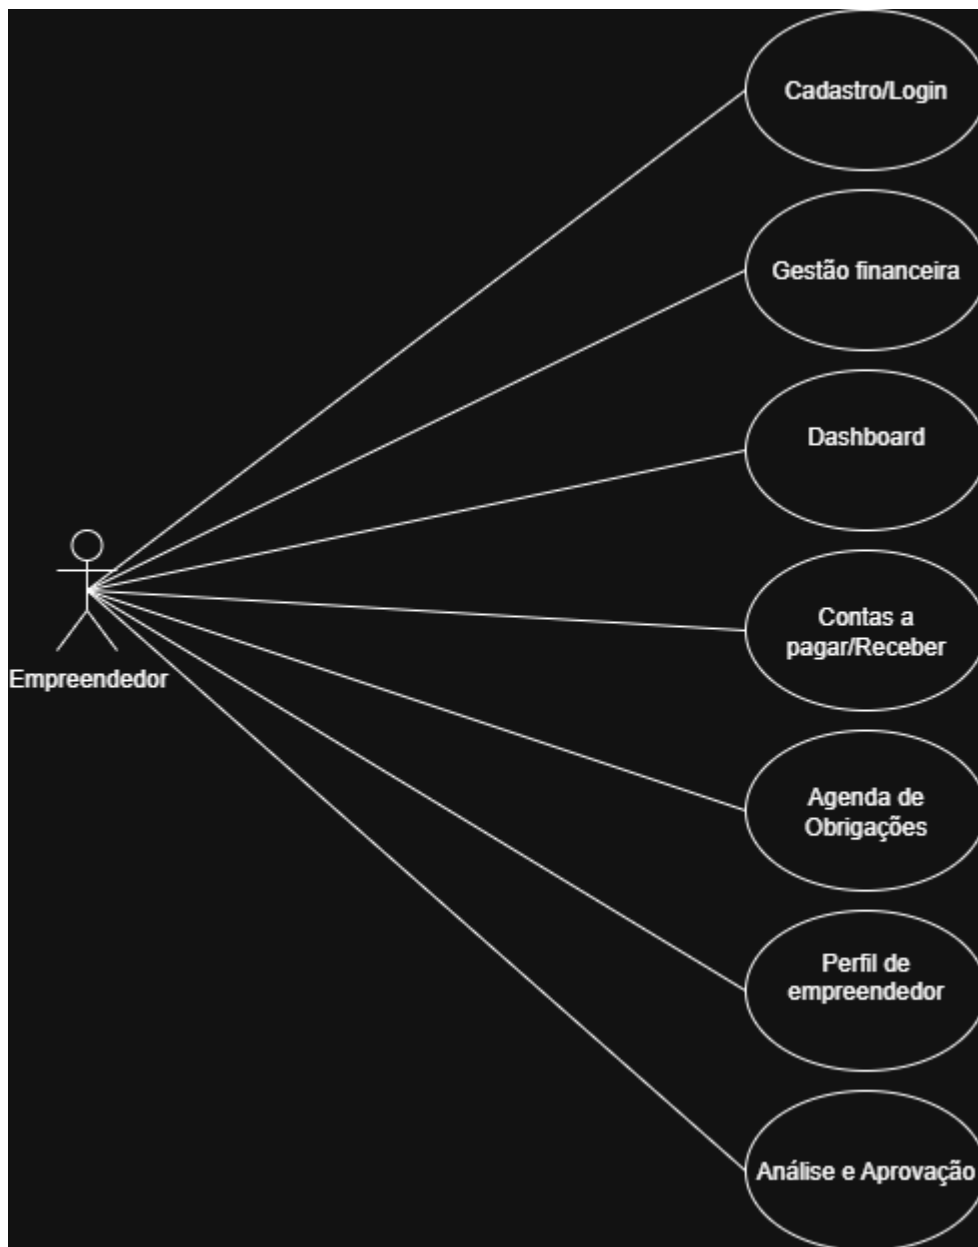 Cadastro/Login
Gestão financeira
Dashboard
Empreendedor
Contas a
pagar/Receber
Agenda de
Obrigações
Perfil de
empreendedor
Análise e Aprovação